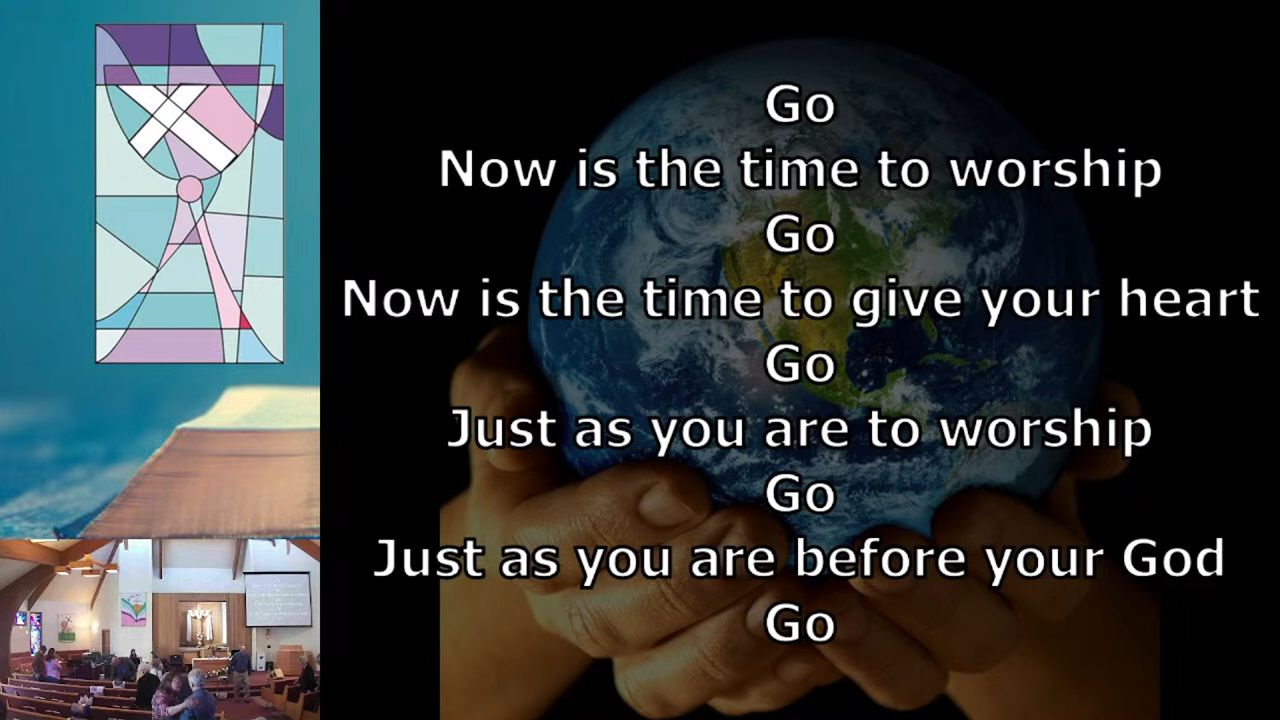 Go
Now is the time to worship
Go
Now is the time to give your heart
Go
Just as you are to worship
Go
Just as you are before your God
Go